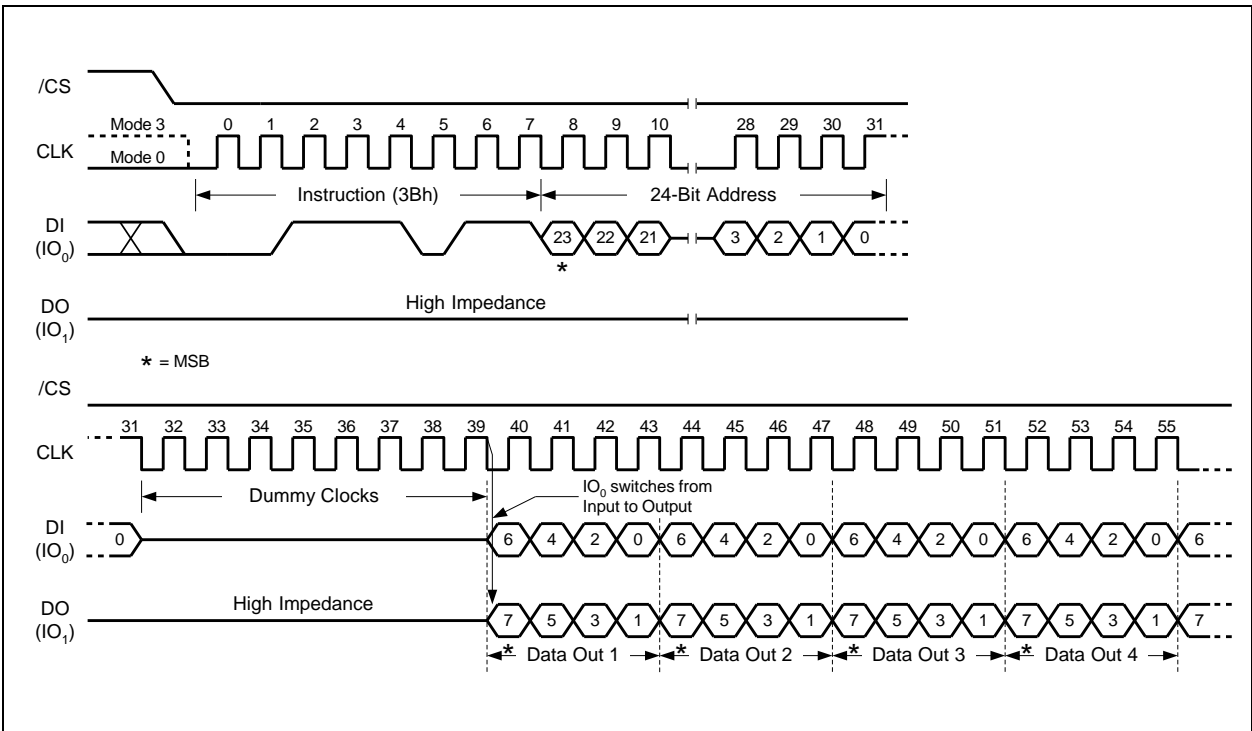 /CS
Mode 3 0 1 2 3 4 5 6 7 8 9 10 28 29 30 31
CLK
Mode 0
Instruction (3Bh) 24-Bit Address
DI
(IO0) 23 22 21 3 2 1 0
*
DO High Impedance
(IO1)
* = MSB
/CS
31 32 33 34 35 36 37 38 39 40 41 42 43 44 45 46 47 48 49 50 51 52 53 54 55
CLK
Dummy Clocks
IO0 switches from
Input to Output
DI
(IO0) 0 6 4 2 0 6 4 2 0 6 4 2 0 6 4 2 0 6
DO High Impedance
(IO1) 7 5 3 1 7 5 3 1 7 5 3 1 7 5 3 1 7
* Data Out 1 * Data Out 2 * Data Out 3 * Data Out 4